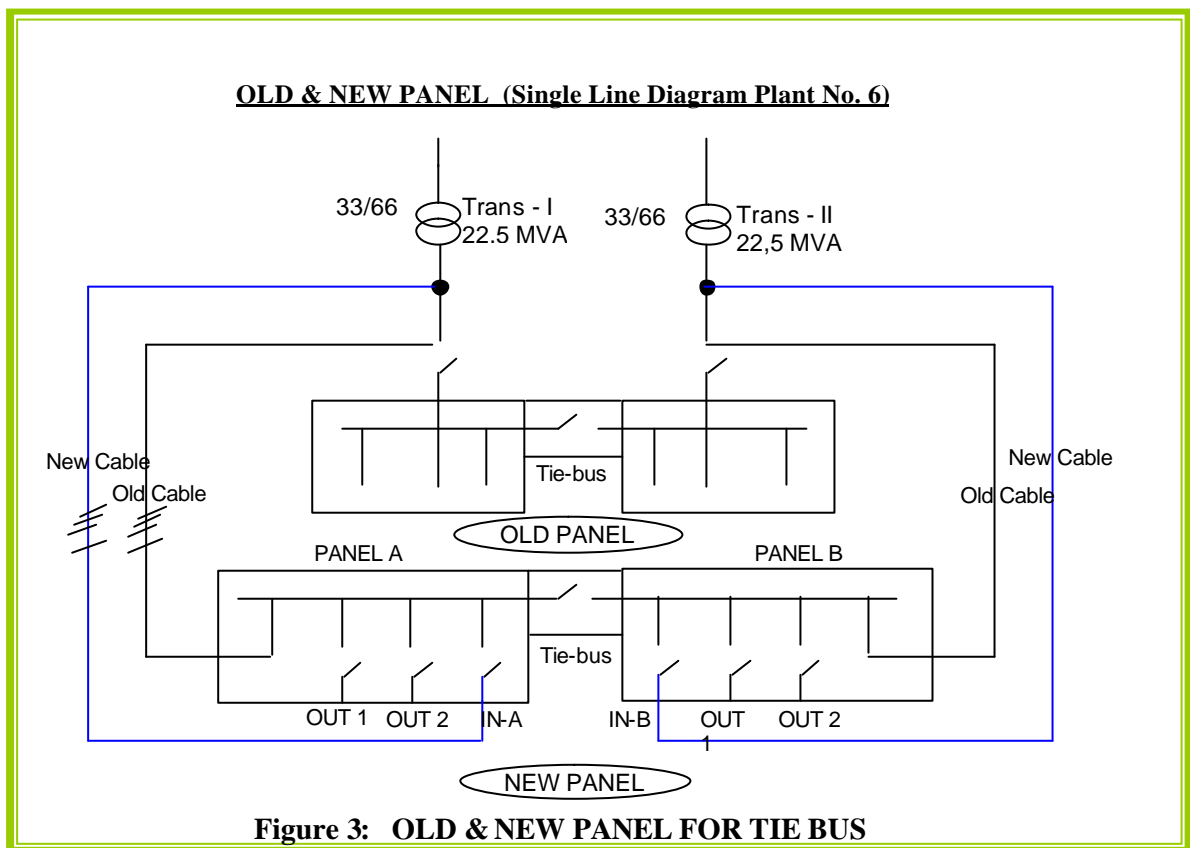 OLD & NEW PANEL (Single Line Diagram Plant No. 6)
33/66
Trans - I
22.5 MVA
33/66
Trans - II
22,5 MVA
New Cable
Old Cable
Tie-bus
New Cable
Old Cable
OLD PANEL
PANEL A
PANEL B
Tie-bus
OUT 1
OUT 2
IN-A
IN-B
OUT
1
OUT 2
NEW PANEL
Figure 3: OLD & NEW PANEL FOR TIE BUS